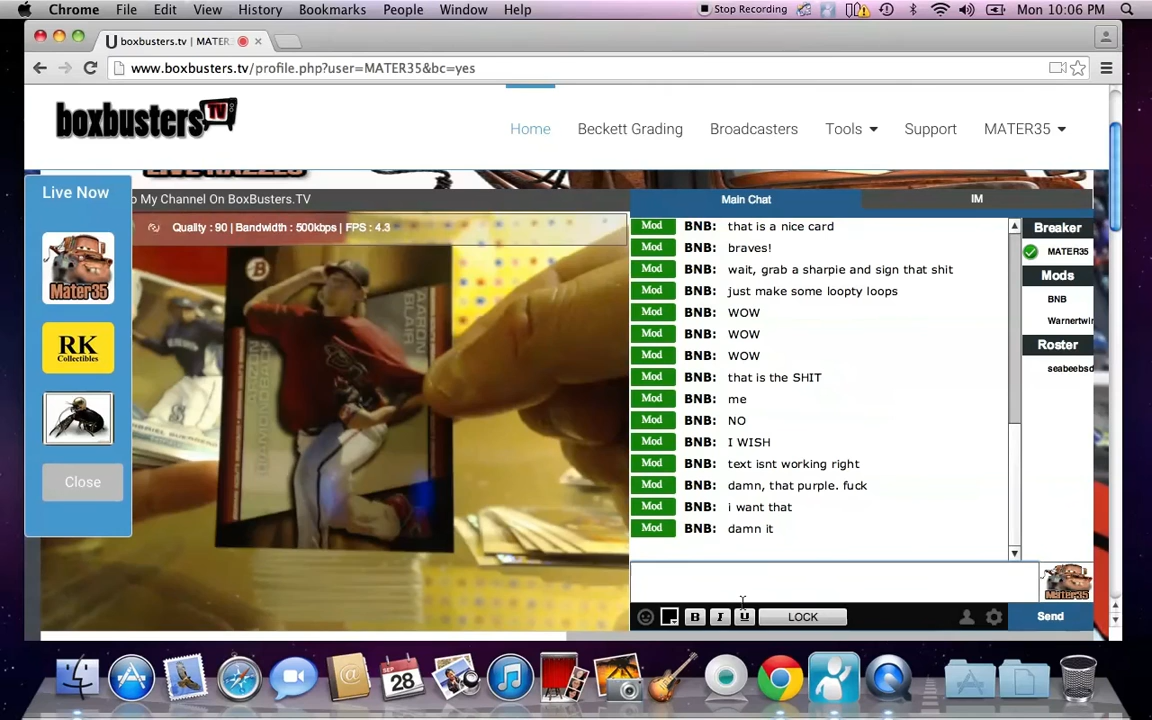 Chrome File Edit View History Bookmarks People Window Help Stop Recording Mon 10:06 PM
boxbusters.tv | MATER
www.boxbusters.tv/profile.php?user=MATER35&bc=yes
boxbusters TV
Home Beckett Grading Broadcasters Tools Support MATER35
Live Now
Mater35
RK
Collectibles
Close
My Channel On BoxBusters.TV
Quality : 90 | Bandwidth : 500kbps | FPS : 4.3
AARON
BLAIR
Main Chat IM
Mod BNB: that is a nice card
Mod BNB: braves!
Mod BNB: wait, grab a sharpie and sign that shit
Mod BNB: just make some loopty loops
Mod BNB: WOW
Mod BNB: WOW
Mod BNB: WOW
Mod BNB: that is the SHIT
Mod BNB: me
Mod BNB: NO
Mod BNB: I WISH
Mod BNB: text isnt working right
Mod BNB: damn, that purple. fuck
Mod BNB: i want that
Mod BNB: damn it
Breaker
MATER35
Mods
BNB
Warnertwi
Roster
seabeebsd
B I U LOCK Send
SEP
28